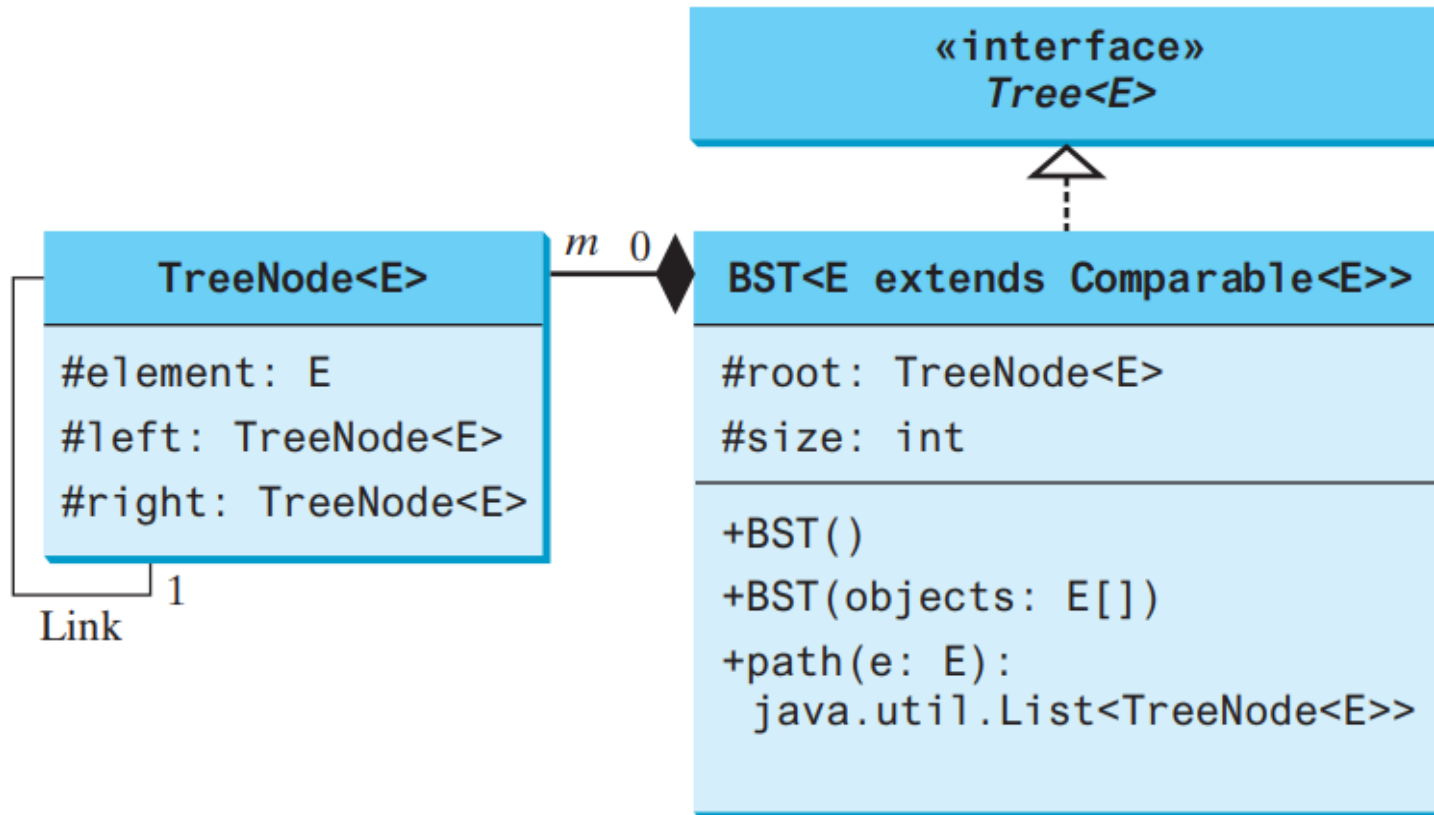 «interface»
Tree<E>
m 0
TreeNode<E>
#element: E
#left: TreeNode<E>
#right: TreeNode<E>
1
Link
BST<E extends Comparable<E>>
#root: TreeNode<E>
#size: int
+BST()
+BST(objects: E[])
+path(e: E):
java.util.List<TreeNode<E>>